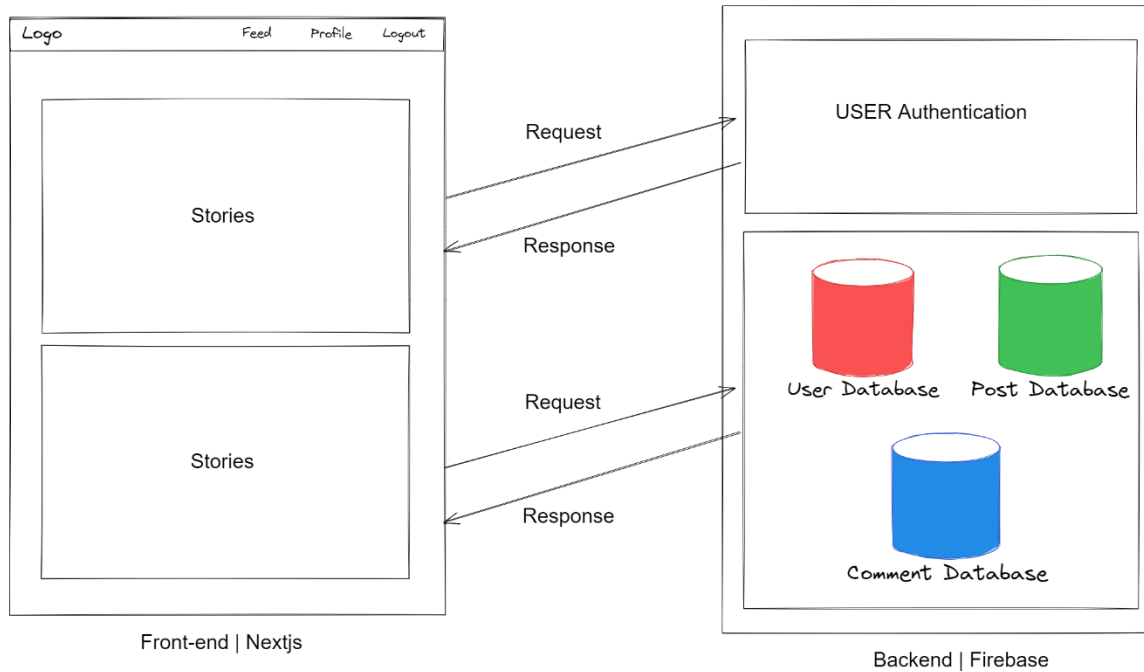 Logo
Feed
Profile
Logout
Stories
Stories
Front-end | Nextjs
Request
Response
Request
Response
USER Authentication
User Database
Post Database
Comment Database
Backend | Firebase